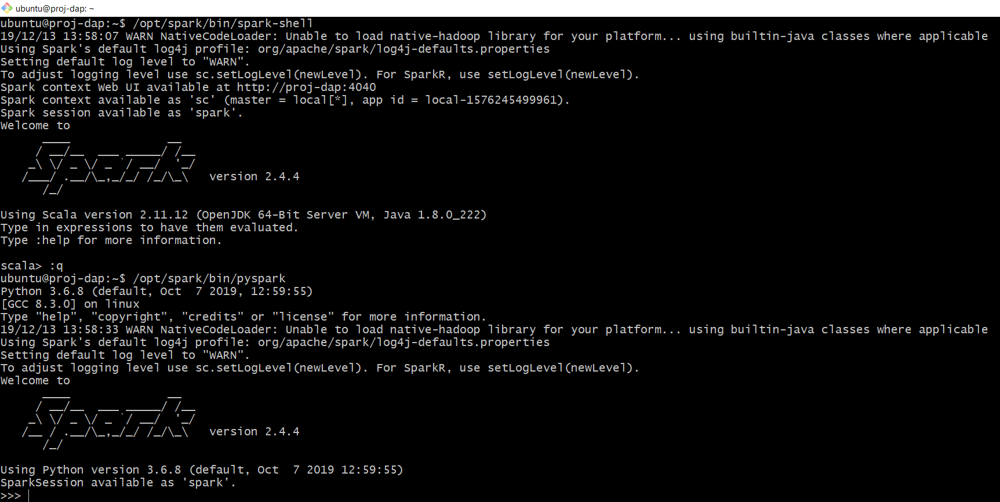 ubuntu@proj-dap: ~
ubuntu@proj-dap:~$ /opt/spark/bin/spark-shell
19/12/13 13:58:07 WARN NativeCodeLoader: Unable to load native-hadoop library for your platform... using builtin-java classes where applicable
Using Spark's default log4j profile: org/apache/spark/log4j-defaults.properties
Setting default log level to "WARN".
To adjust logging level use sc.setLogLevel(newLevel). For SparkR, use setLogLevel(newLevel).
Spark context Web UI available at http://proj-dap:4040
Spark context available as 'sc' (master = local[*], app id = local-1576245499961).
Spark session available as 'spark'.
Welcome to
      ____              __
     / __/__  ___ _____/ /__
    _\ \/ _ \/ _ `/ __/  '_/
   /___/ .__/\_,_/_/ /_/\_\   version 2.4.4
      /_/
Using Scala version 2.11.12 (OpenJDK 64-Bit Server VM, Java 1.8.0_222)
Type in expressions to have them evaluated.
Type :help for more information.
scala> :q
ubuntu@proj-dap:~$ /opt/spark/bin/pyspark
Python 3.6.8 (default, Oct  7 2019, 12:59:55)
[GCC 8.3.0] on linux
Type "help", "copyright", "credits" or "license" for more information.
19/12/13 13:58:33 WARN NativeCodeLoader: Unable to load native-hadoop library for your platform... using builtin-java classes where applicable
Using Spark's default log4j profile: org/apache/spark/log4j-defaults.properties
Setting default log level to "WARN".
To adjust logging level use sc.setLogLevel(newLevel). For SparkR, use setLogLevel(newLevel).
Welcome to
      ____              __
     / __/__  ___ _____/ /__
    _\ \/ _ \/ _ `/ __/  '_/
   /__ / .__/\_,_/_/ /_/\_\   version 2.4.4
      /_/
Using Python version 3.6.8 (default, Oct  7 2019 12:59:55)
SparkSession available as 'spark'.
>>>